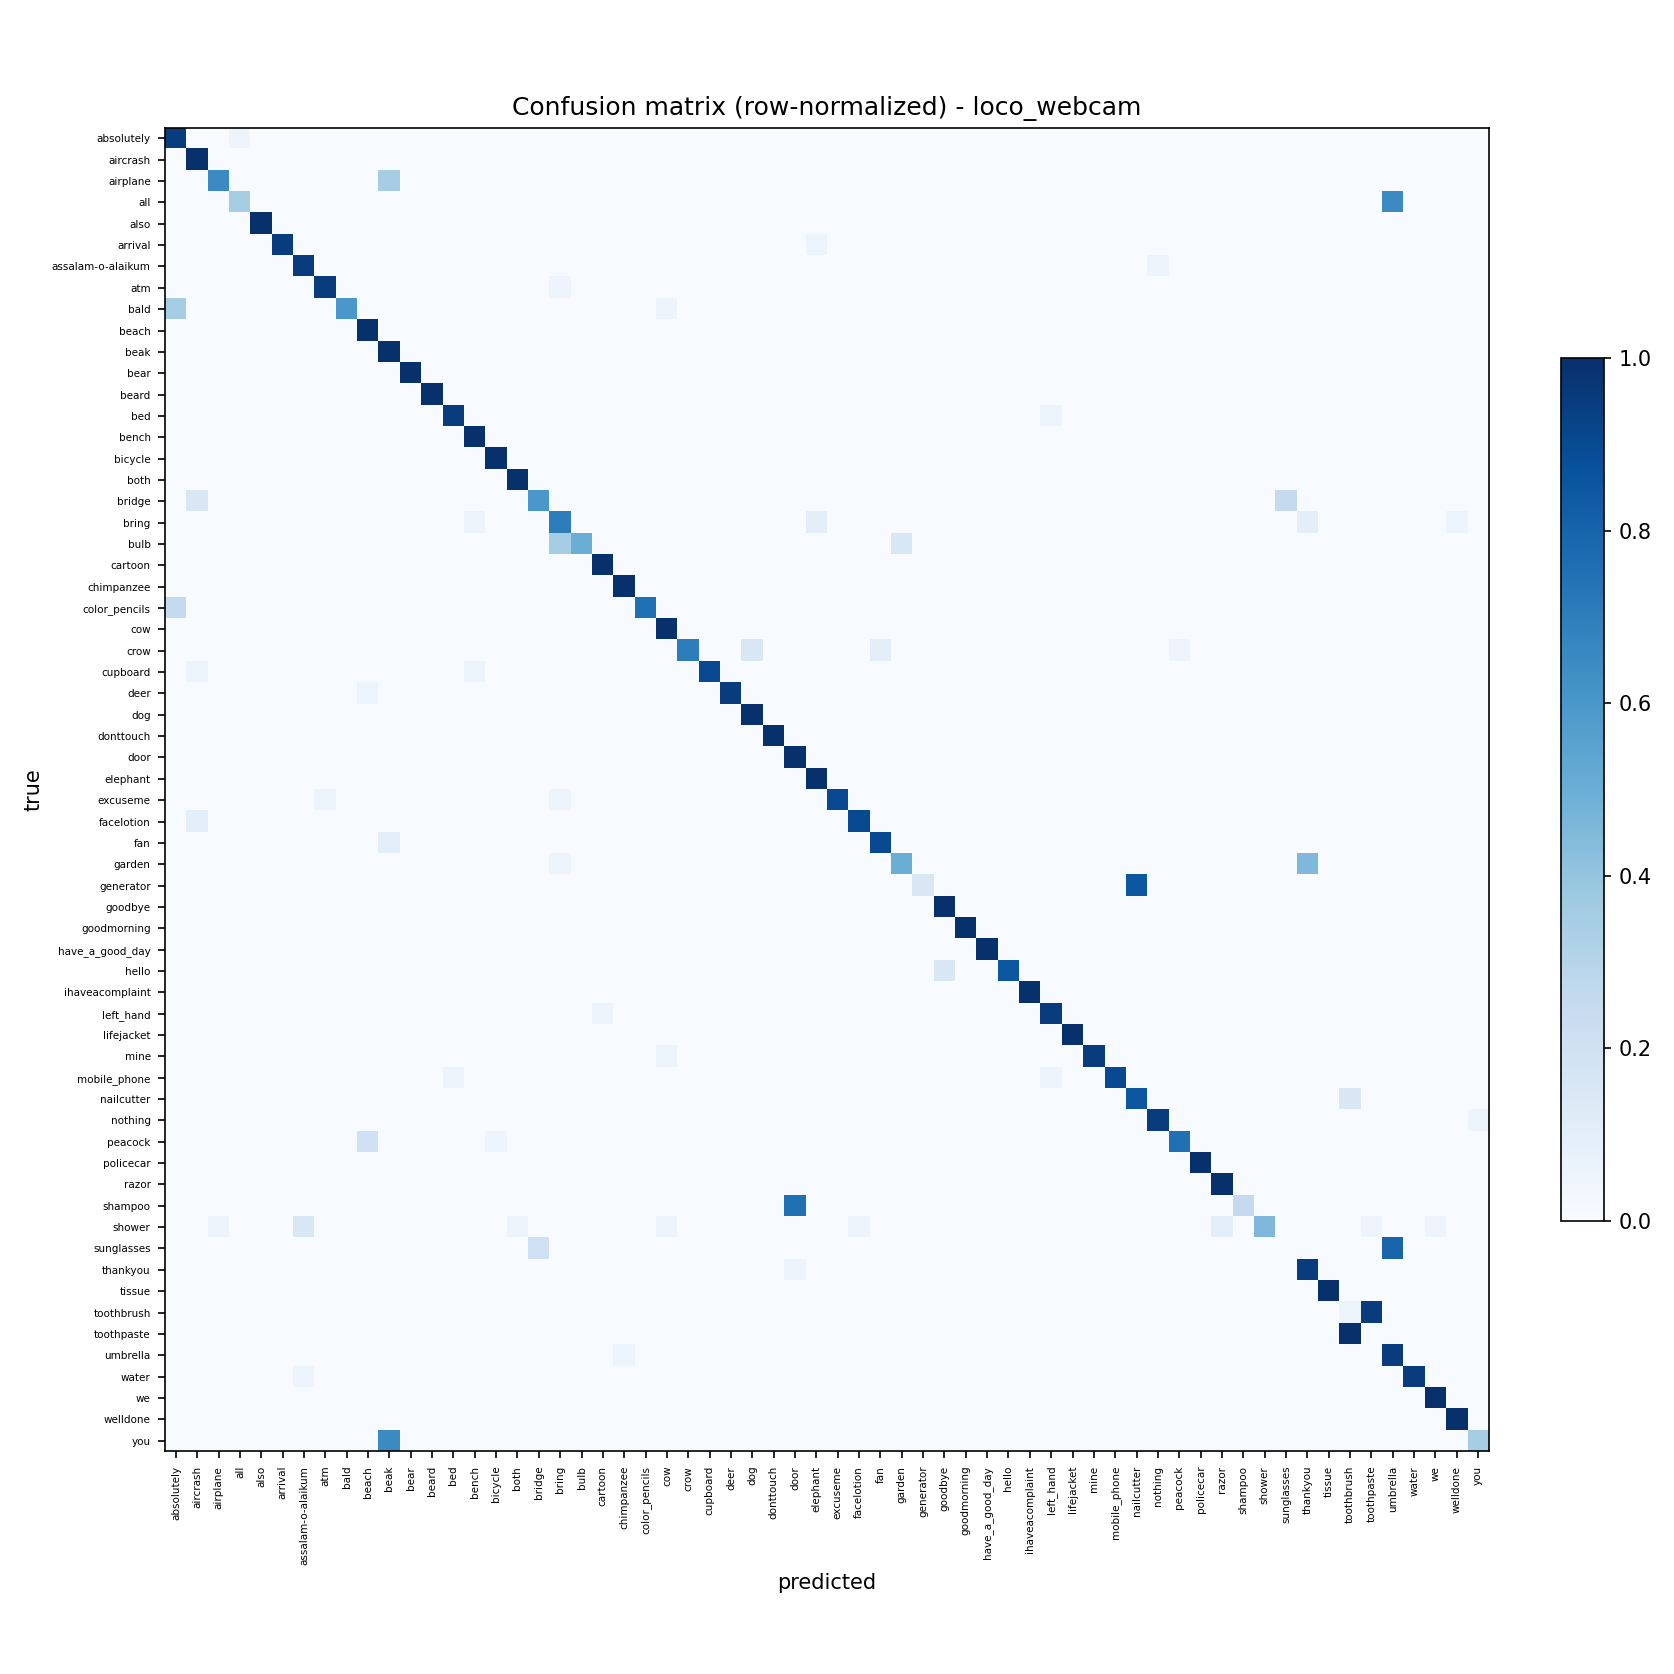 Confusion matrix (row-normalized) - loco_webcam
absolutely
aircrash
airplane
all
also
arrival
assalam-o-alaikum
atm
bald
beach
beak
bear
beard
bed
bench
bicycle
both
bridge
bring
bulb
cartoon
chimpanzee
color_pencils
cow
crow
cupboard
deer
dog
donttouch
door
elephant
excuseme
facelotion
fan
garden
generator
goodbye
goodmorning
have_a_good_day
hello
ihaveacomplaint
left_hand
lifejacket
mine
mobile_phone
nailcutter
nothing
peacock
policecar
razor
shampoo
shower
sunglasses
thankyou
tissue
toothbrush
toothpaste
umbrella
water
we
welldone
you
true
absolutely
aircrash
airplane
all
also
arrival
assalam-o-alaikum
atm
bald
beach
beak
bear
beard
bed
bench
bicycle
both
bridge
bring
bulb
cartoon
chimpanzee
color_pencils
cow
crow
cupboard
deer
dog
donttouch
door
elephant
excuseme
facelotion
fan
garden
generator
goodbye
goodmorning
have_a_good_day
hello
ihaveacomplaint
left_hand
lifejacket
mine
mobile_phone
nailcutter
nothing
peacock
policecar
razor
shampoo
shower
sunglasses
thankyou
tissue
toothbrush
toothpaste
umbrella
water
we
welldone
you
predicted
1.0
0.8
0.6
0.4
0.2
0.0